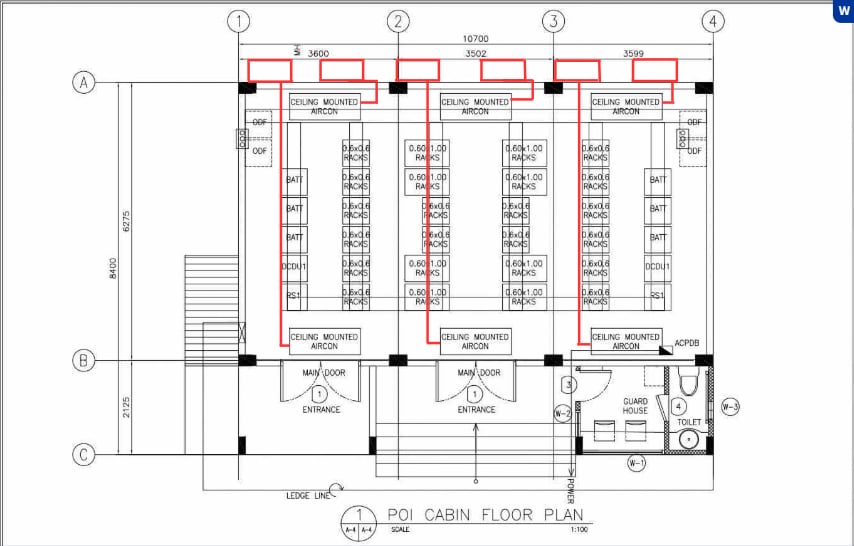 W
1
2
3
4
10700
MH
3600
3502
3599
A
CEILING MOUNTED
AIRCON
CEILING MOUNTED
AIRCON
CEILING MOUNTED
AIRCON
ODF
ODF
ODF
ODF
0.6x0.6
RACKS
0.60x1.00
RACKS
0.60x1.00
RACKS
0.6x0.6
RACKS
BATT
0.6x0.6
RACKS
0.60x1.00
RACKS
0.60x1.00
RACKS
0.6x0.6
RACKS
BATT
BATT
0.6x0.6
RACKS
0.6x0.6
RACKS
0.6x0.6
RACKS
0.6x0.6
RACKS
BATT
BATT
0.6x0.6
RACKS
0.6x0.6
RACKS
0.6x0.6
RACKS
0.6x0.6
RACKS
BATT
DCDU1
0.6x0.6
RACKS
0.60x1.00
RACKS
0.60x1.00
RACKS
0.6x0.6
RACKS
DCDU1
RS1
0.6x0.6
RACKS
0.60x1.00
RACKS
0.60x1.00
RACKS
0.6x0.6
RACKS
RS1
6275
8400
CEILING MOUNTED
AIRCON
CEILING MOUNTED
AIRCON
CEILING MOUNTED
AIRCON
ACPDB
B
MAIN DOOR
1
ENTRANCE
MAIN DOOR
1
ENTRANCE
3
W-2
GUARD
HOUSE
4
TOILET
W-3
2125
C
W-1
POWER
LEDGE LINE
1
A-4 A-4
POI CABIN FLOOR PLAN
SCALE 1:100